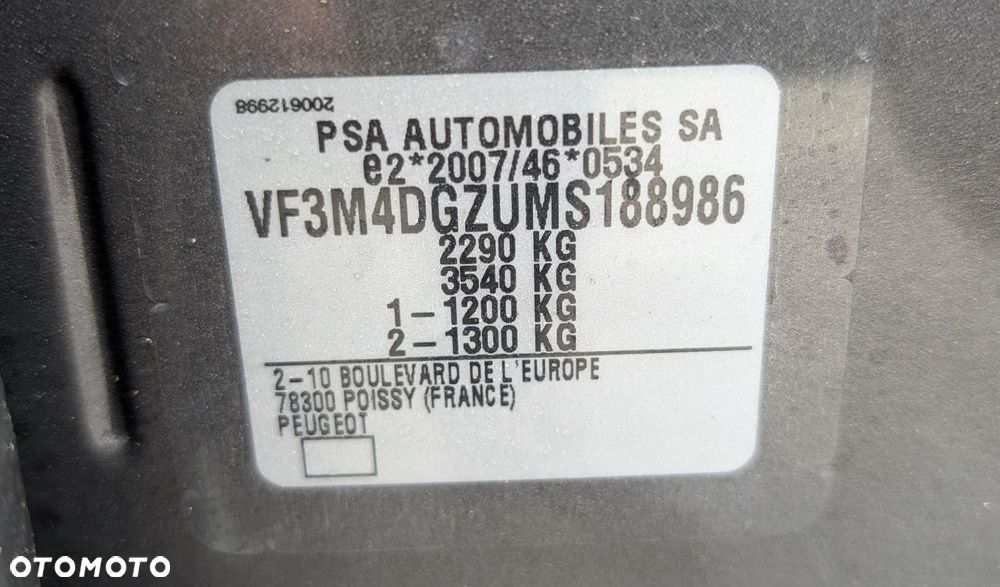 200612998
PSA AUTOMOBILES SA
e2*2007/46*0534
VF3M4DGZUMS188986
2290 KG
3540 KG
1-1200 KG
2-1300 KG
2-10 BOULEVARD DE L'EUROPE
78300 POISSY (FRANCE)
PEUGEOT
OTOMOTO